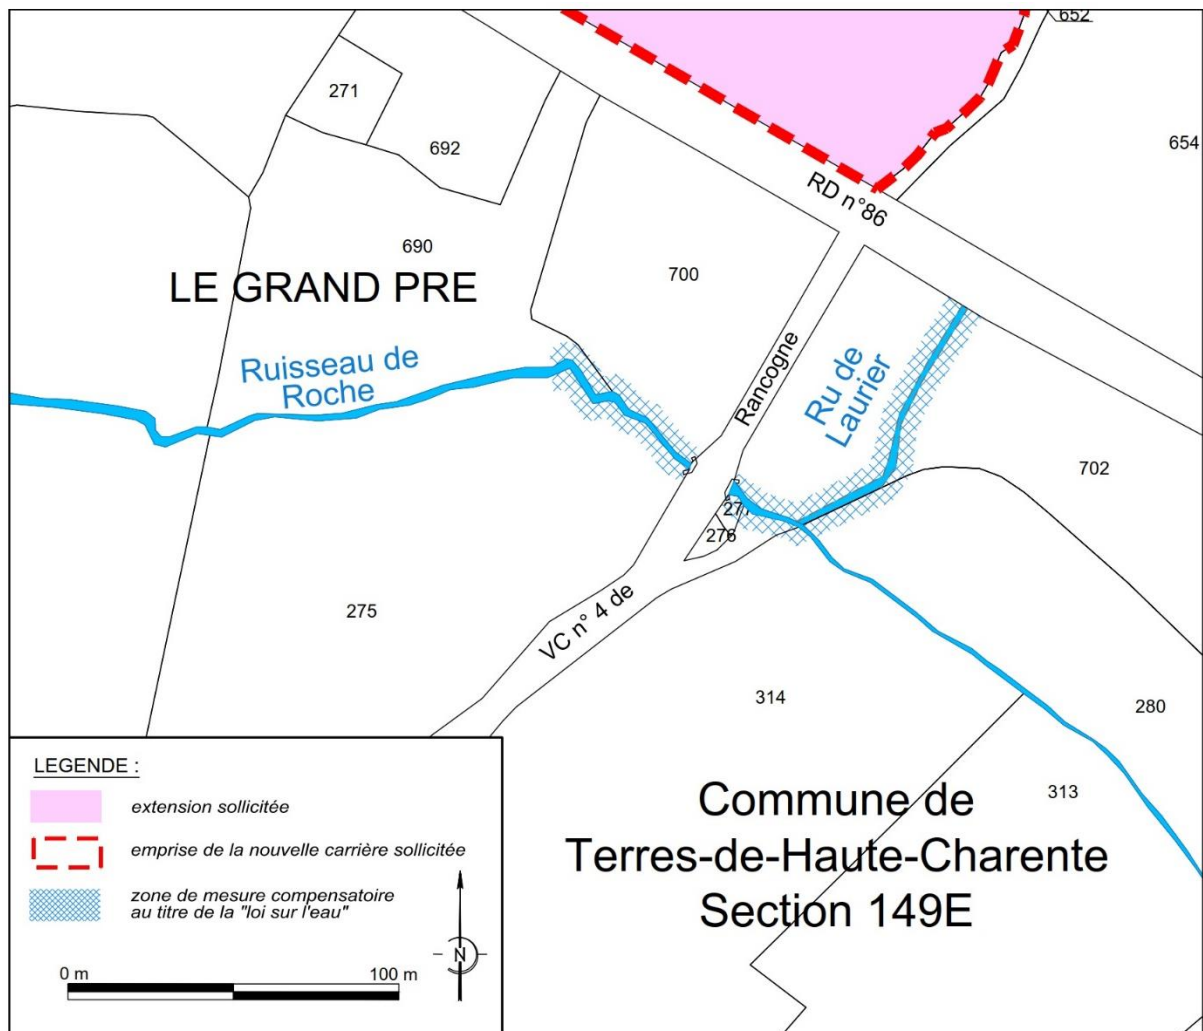 652
271
692
654
RD n°86
690
700
LE GRAND PRE
Ruisseau de
Roche
Rancogne
Ru de
Laurier
702
277
276
275
VC n° 4 de
314
280
313
Commune de
Terres-de-Haute-Charente
Section 149E
LEGENDE :
extension sollicitée
emprise de la nouvelle carrière sollicitée
zone de mesure compensatoire
au titre de la "loi sur l'eau"
N
0 m
100 m